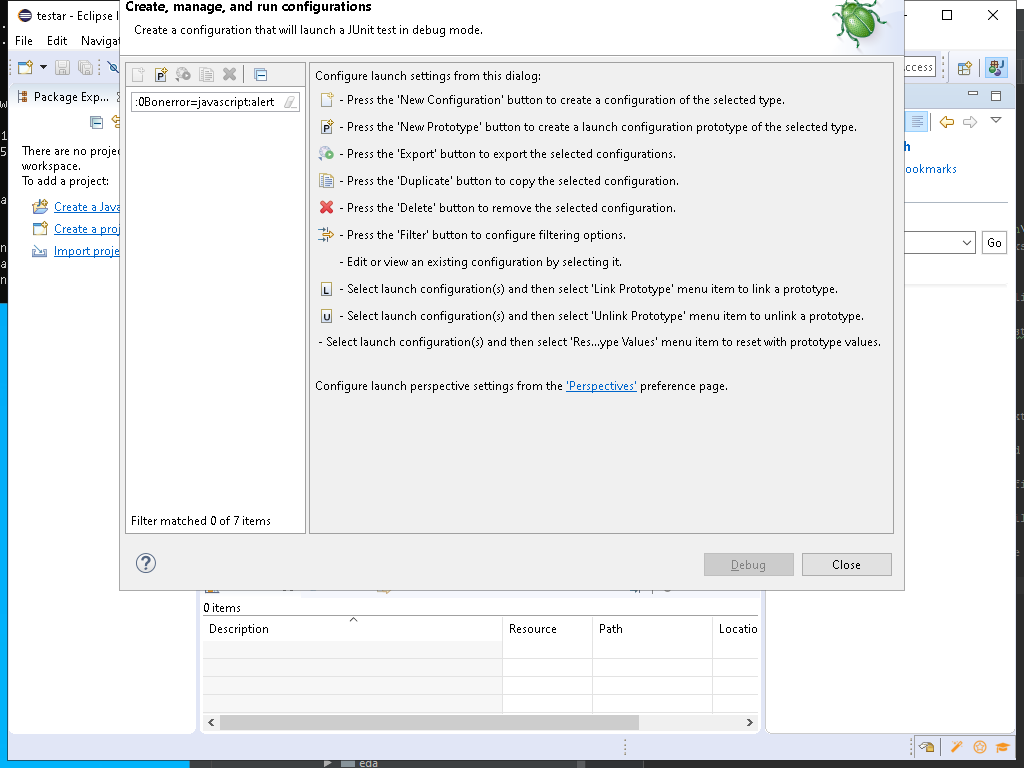 testar - Eclipse I
Create, manage, and run configurations
Create a configuration that will launch a JUnit test in debug mode.
File Edit Navigat
Package Exp...
There are no projec
workspace.
To add a project:
Create a Java
Create a proj
Import proje
:0Bonerror=javascript:alert
Filter matched 0 of 7 items
Configure launch settings from this dialog:
- Press the 'New Configuration' button to create a configuration of the selected type.
- Press the 'New Prototype' button to create a launch configuration prototype of the selected type.
- Press the 'Export' button to export the selected configurations.
- Press the 'Duplicate' button to copy the selected configuration.
- Press the 'Delete' button to remove the selected configuration.
- Press the 'Filter' button to configure filtering options.
- Edit or view an existing configuration by selecting it.
L - Select launch configuration(s) and then select 'Link Prototype' menu item to link a prototype.
U - Select launch configuration(s) and then select 'Unlink Prototype' menu item to unlink a prototype.
- Select launch configuration(s) and then select 'Res...ype Values' menu item to reset with prototype values.
Configure launch perspective settings from the 'Perspectives' preference page.
Debug Close
ccess
h
ookmarks
Go
0 items
Description Resource Path Locatio
eda